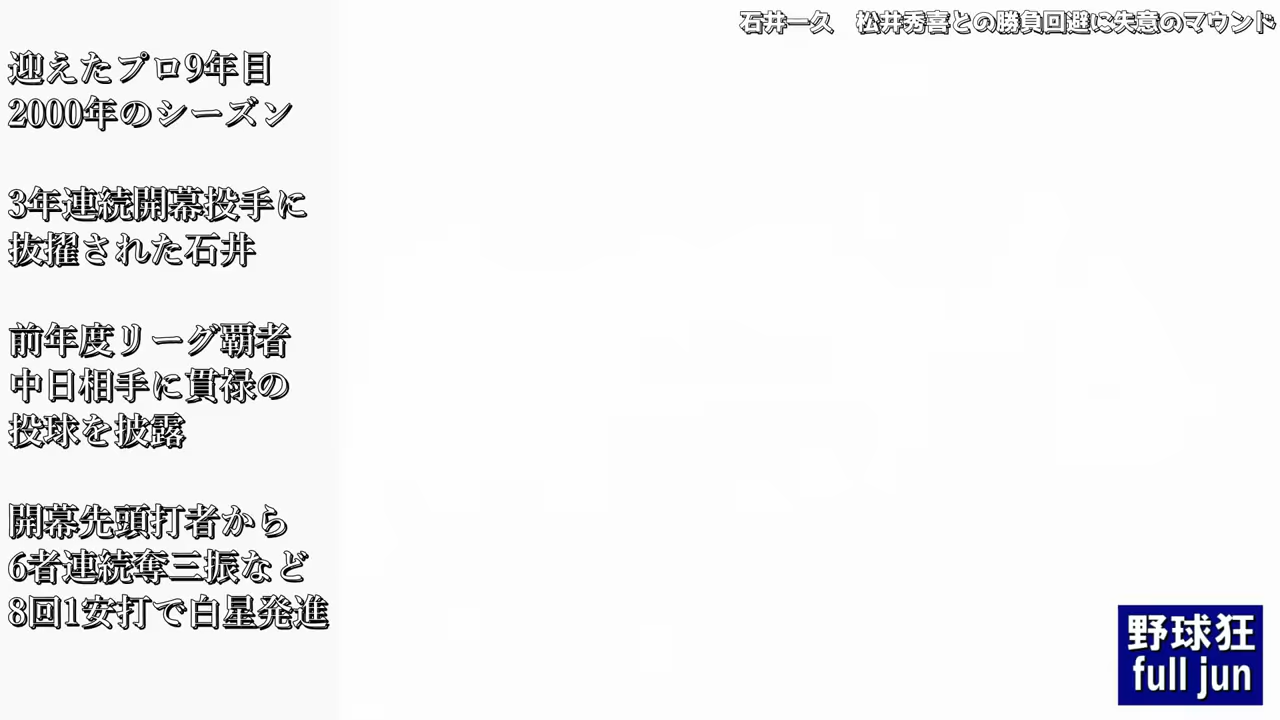 石井一久　松井秀喜との勝負回避に失意のマウンド
迎えたプロ9年目
2000年のシーズン
3年連続開幕投手に
抜擢された石井
前年度リーグ覇者
中日相手に貫禄の
投球を披露
開幕先頭打者から
6者連続奪三振など
8回1安打で白星発進
野球狂
full jun